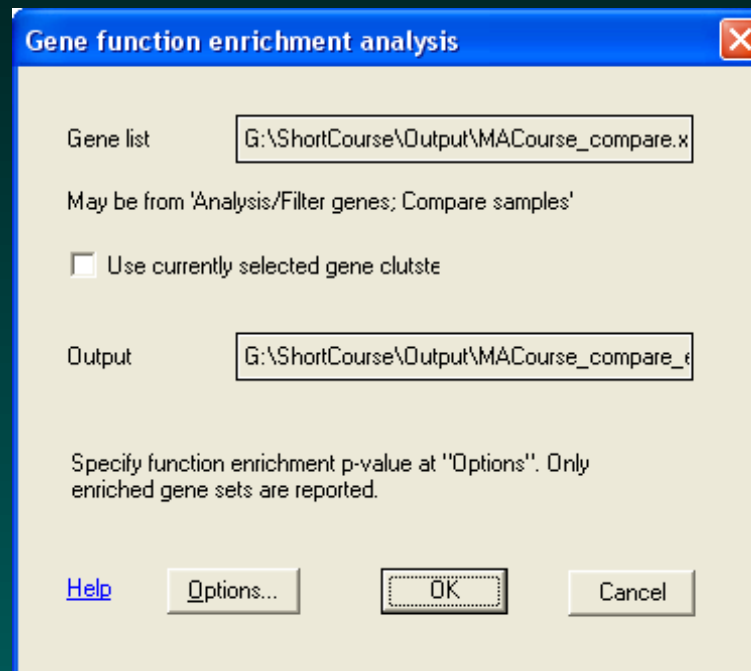 Gene function enrichment analysis
Gene list G:\ShortCourse\Output\MACourse_compare.x
May be from 'Analysis/Filter genes; Compare samples'
Use currently selected gene clutste
Output G:\ShortCourse\Output\MACourse_compare_e
Specify function enrichment p-value at "Options". Only
enriched gene sets are reported.
Help Options... OK Cancel